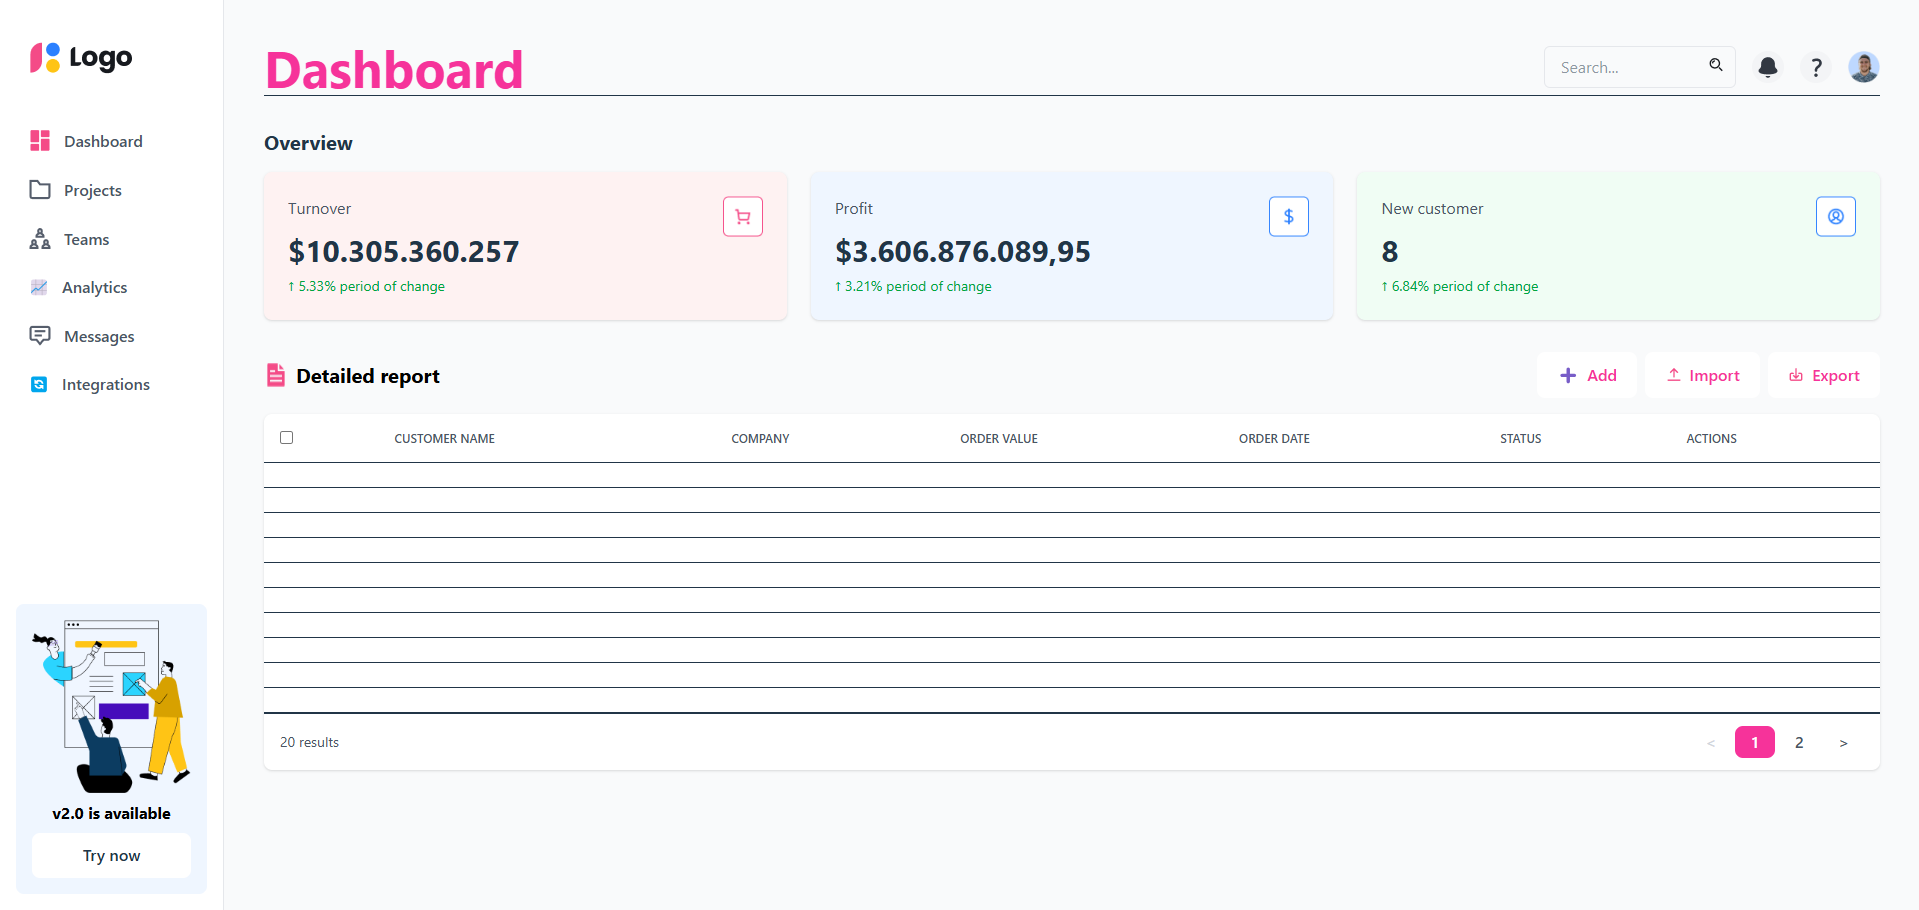 Logo
Dashboard
Projects
Teams
Analytics
Messages
Integrations
v2.0 is available
Try now
Dashboard
Search...
?
Overview
Turnover
$10.305.360.257
↑ 5.33% period of change
Profit
$3.606.876.089,95
↑ 3.21% period of change
$
New customer
8
↑ 6.84% period of change
Detailed report
Add
Import
Export
CUSTOMER NAME COMPANY ORDER VALUE ORDER DATE STATUS ACTIONS
20 results
< 1 2 >